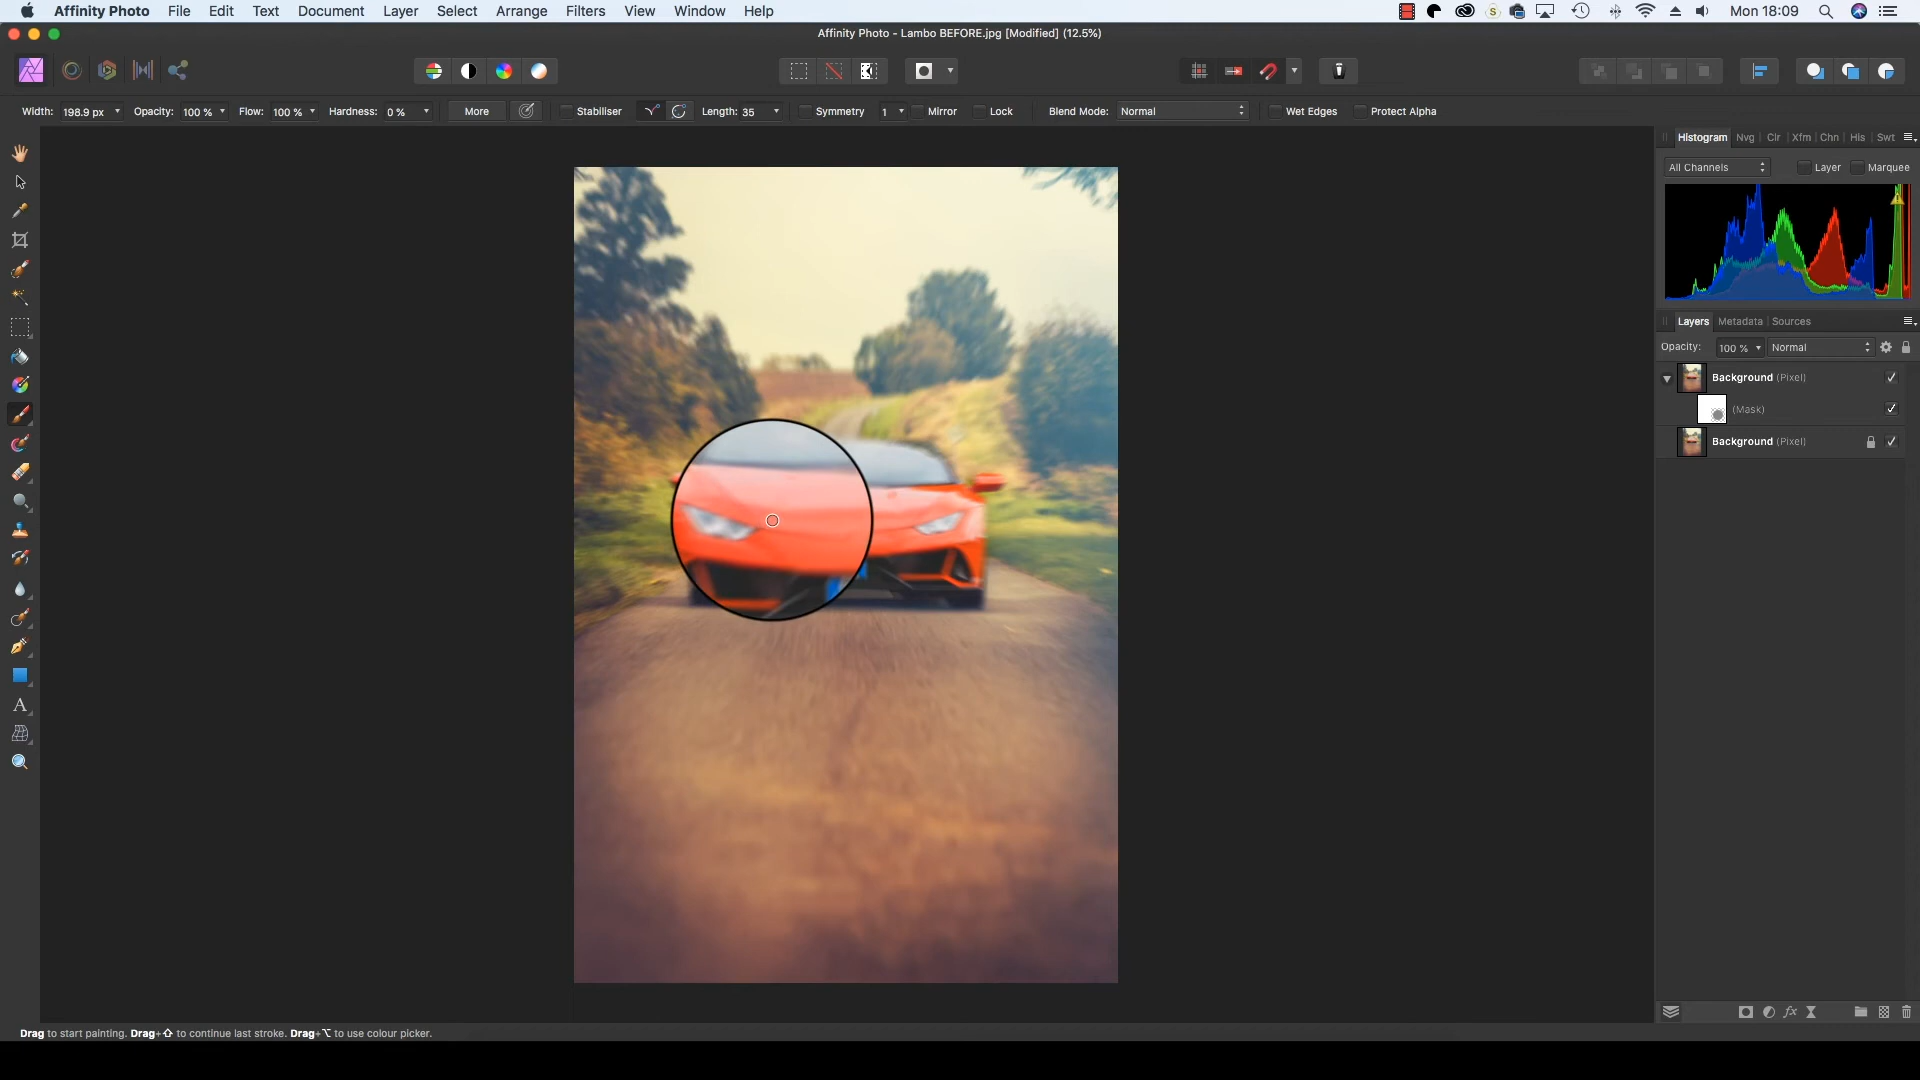 Affinity Photo File Edit Text Document Layer Select Arrange Filters View Window Help Mon 18:09
Affinity Photo - Lambo BEFORE.jpg [Modified] (12.5%)
Width: 198.9 px Opacity: 100 % Flow: 100 % Hardness: 0 % More Stabiliser Length: 35 Symmetry 1 Mirror Lock Blend Mode: Normal Wet Edges Protect Alpha
Histogram Nvg Clr Xfm Chn His Swt
All Channels Layer Marquee
Layers Metadata Sources
Opacity: 100 % Normal
Background (Pixel)
(Mask)
Background (Pixel)
A
fx
Drag to start painting. Drag+⇧ to continue last stroke. Drag+⌥ to use colour picker.